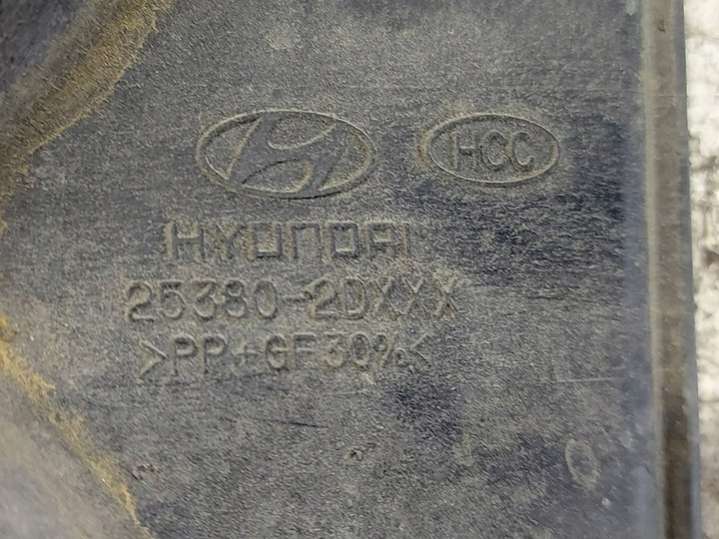 HCC
HYUNDAI
25380-2DXXX
>PP+GF30%<